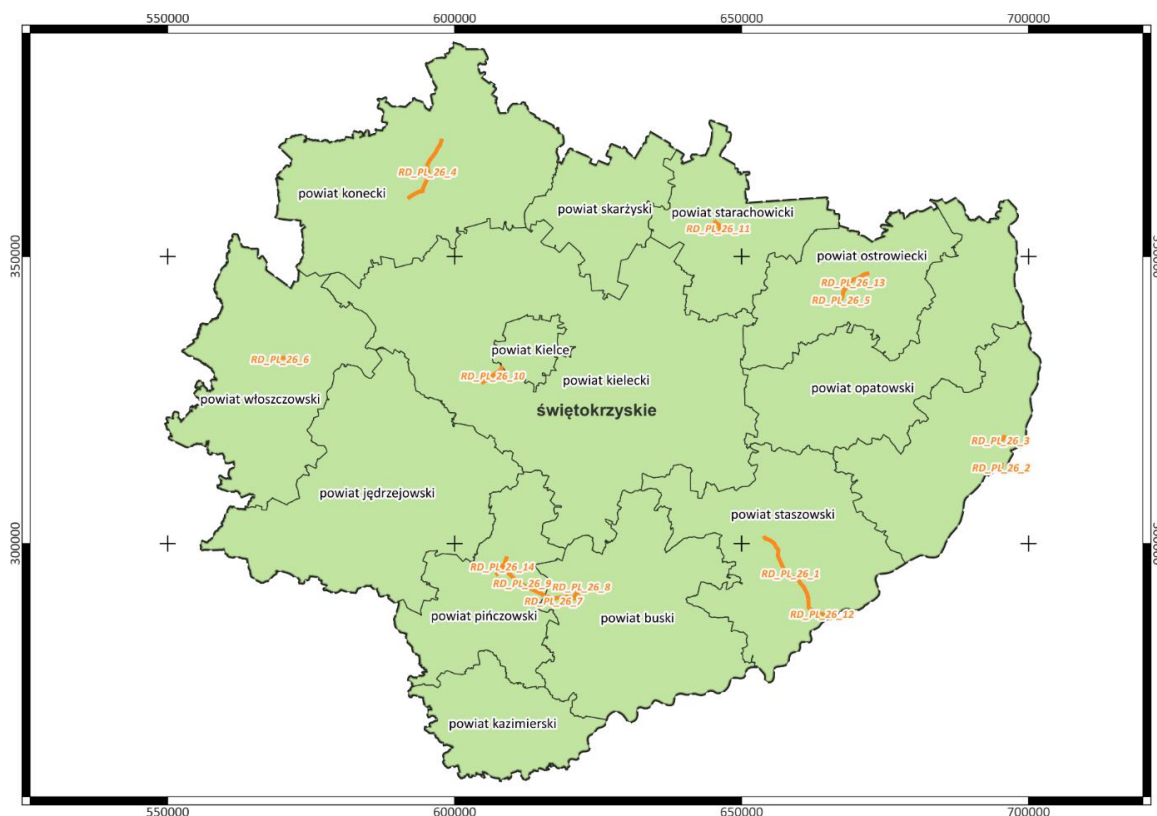 550000
600000
650000
700000
RD_PL_26_4
powiat konecki
powiat skarżyski
powiat starachowicki
RD_PL_26_11
350000
350000
powiat ostrowiecki
RD_PL_26_13
RD_PL_26_5
powiat Kielce
RD_PL_26_6
RD_PL_26_10
powiat kielecki
powiat opatowski
powiat włoszczowski
świętokrzyskie
RD_PL_26_3
RD_PL_26_2
powiat jędrzejowski
powiat staszowski
300000
300000
RD_PL_26_14
RD_PL_26_1
RD_PL_26_9
RD_PL_26_8
RD_PL_26_7
RD_PL_26_12
powiat pińczowski
powiat buski
powiat kazimierski
550000
600000
650000
700000